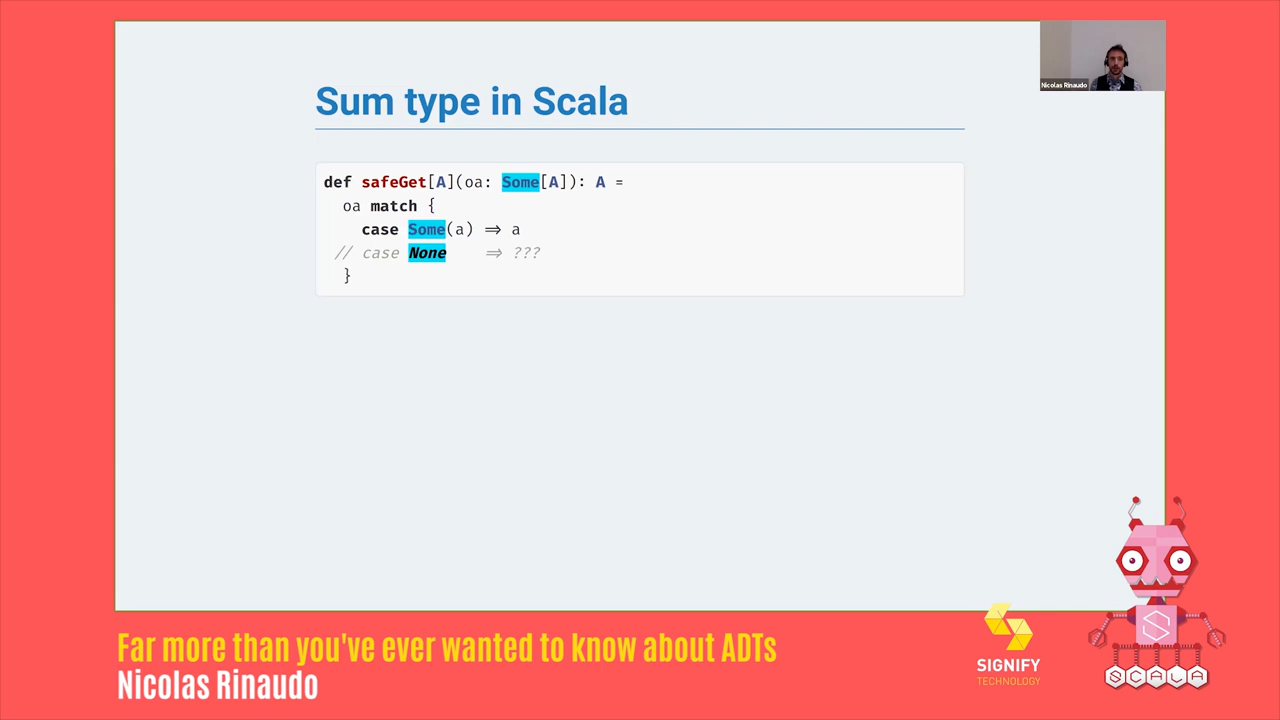 Nicolas Rinaudo
Sum type in Scala
def safeGet[A](oa: Some[A]): A =
oa match {
case Some(a) ⇒ a
// case None ⇒ ???
}
Far more than you've ever wanted to know about ADTs
Nicolas Rinaudo
SIGNIFY
TECHNOLOGY
S
SCALA